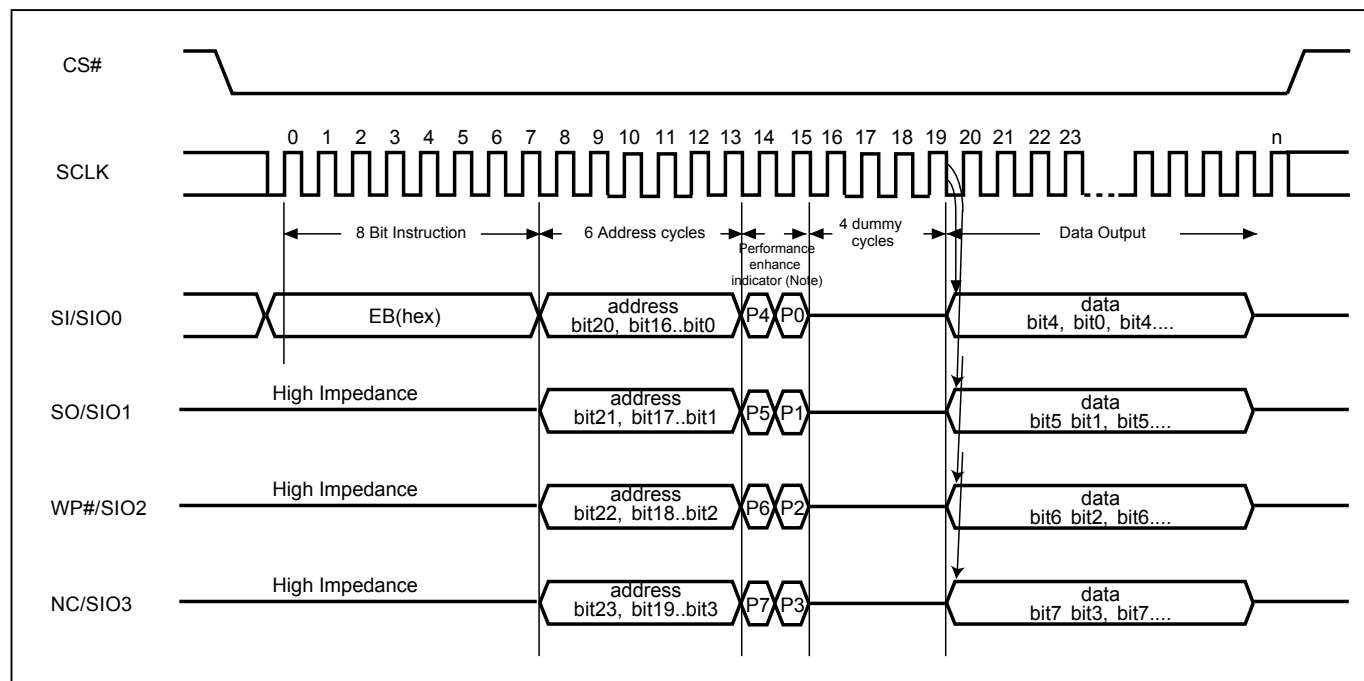 CS#
0 1 2 3 4 5 6 7 8 9 10 11 12 13 14 15 16 17 18 19 20 21 22 23 n
SCLK
8 Bit Instruction
6 Address cycles
Performance
enhance
indicator (Note)
4 dummy
cycles
Data Output
SI/SIO0
EB(hex)
address
bit20, bit16..bit0
P4
P0
data
bit4, bit0, bit4....
SO/SIO1
High Impedance
address
bit21, bit17..bit1
P5
P1
data
bit5 bit1, bit5....
WP#/SIO2
High Impedance
address
bit22, bit18..bit2
P6
P2
data
bit6 bit2, bit6....
NC/SIO3
High Impedance
address
bit23, bit19..bit3
P7
P3
data
bit7 bit3, bit7....